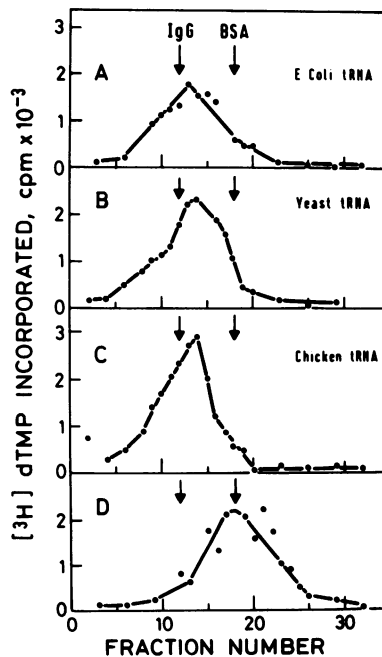 IgG BSA
A
E Coli tRNA
2
1
0
B
Yeast tRNA
2
1
0
C
Chicken tRNA
3
2
1
0
D
2
1
0
0 10 20 30
FRACTION NUMBER
[³H] dTMP INCORPORATED, cpm x 10⁻³